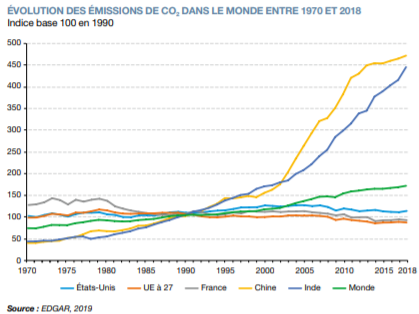 ÉVOLUTION DES ÉMISSIONS DE CO₂ DANS LE MONDE ENTRE 1970 ET 2018
Indice base 100 en 1990
500
450
400
350
300
250
200
150
100
50
0
1970 1975 1980 1985 1990 1995 2000 2005 2010 2015 2018
États-Unis UE à 27 France Chine Inde Monde
Source : EDGAR, 2019